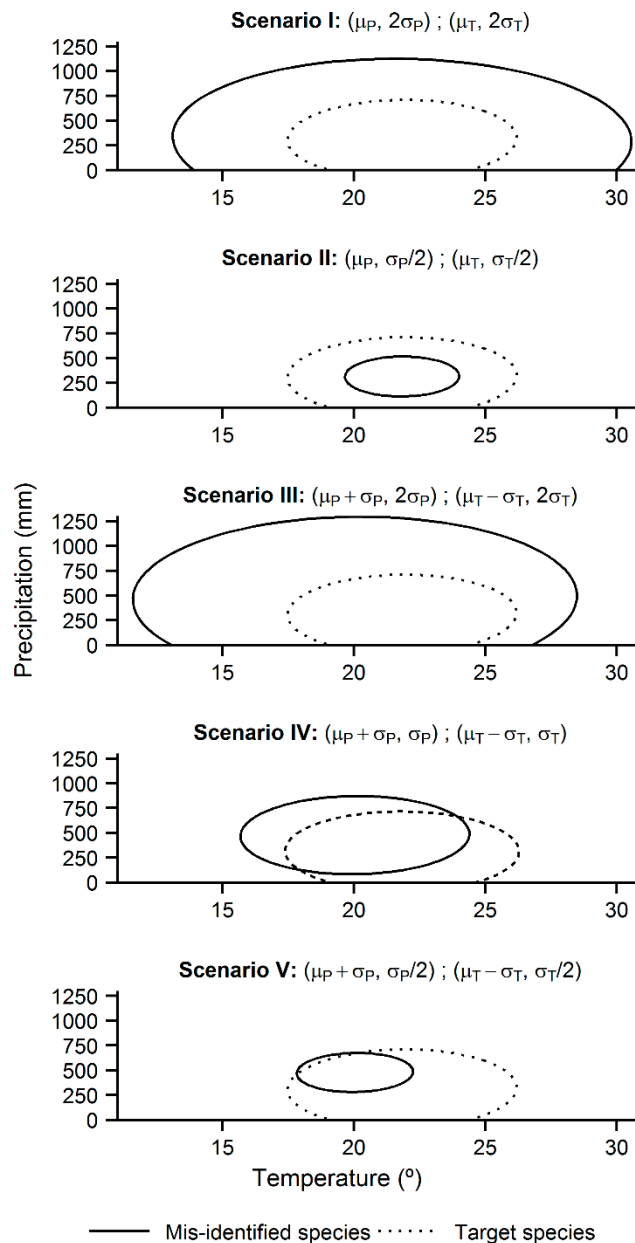 Scenario I: (μP, 2σP) ; (μT, 2σT)
1250
1000
750
500
250
0
15 20 25 30
Scenario II: (μP, σP/2) ; (μT, σT/2)
1250
1000
750
500
250
0
15 20 25 30
Scenario III: (μP+σP, 2σP) ; (μT−σT, 2σT)
1250
1000
750
500
250
0
15 20 25 30
Precipitation (mm)
Scenario IV: (μP+σP, σP) ; (μT−σT, σT)
1250
1000
750
500
250
0
15 20 25 30
Scenario V: (μP+σP, σP/2) ; (μT−σT, σT/2)
1250
1000
750
500
250
0
15 20 25 30
Temperature (º)
Mis-identified species Target species